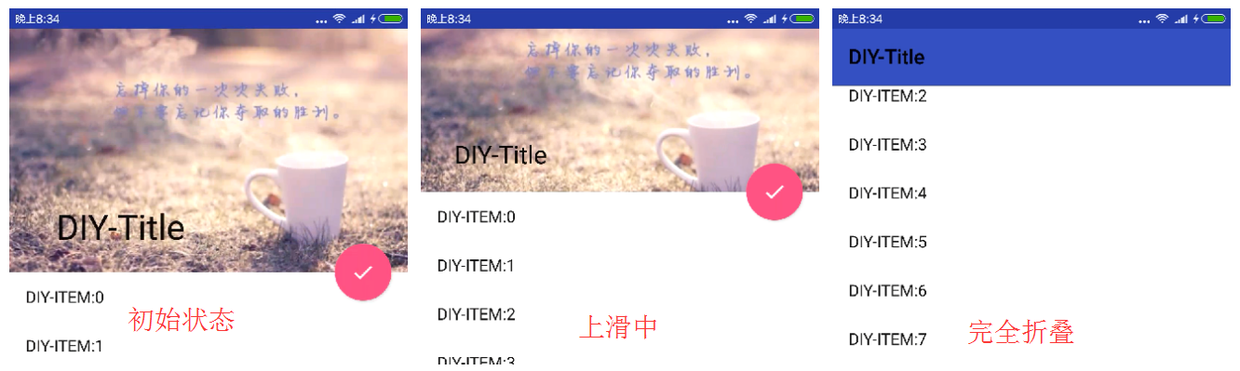 晚上8:34
忘掉你的一次次失败，
但不要忘记你夺取的胜利。
DIY-Title
DIY-ITEM:0
初始状态
DIY-ITEM:1
晚上8:34
忘掉你的一次次失败，
但不要忘记你夺取的胜利。
DIY-Title
DIY-ITEM:0
DIY-ITEM:1
DIY-ITEM:2
上滑中
DIY-ITEM:3
晚上8:34
DIY-Title
DIY-ITEM:2
DIY-ITEM:3
DIY-ITEM:4
DIY-ITEM:5
DIY-ITEM:6
完全折叠
DIY-ITEM:7